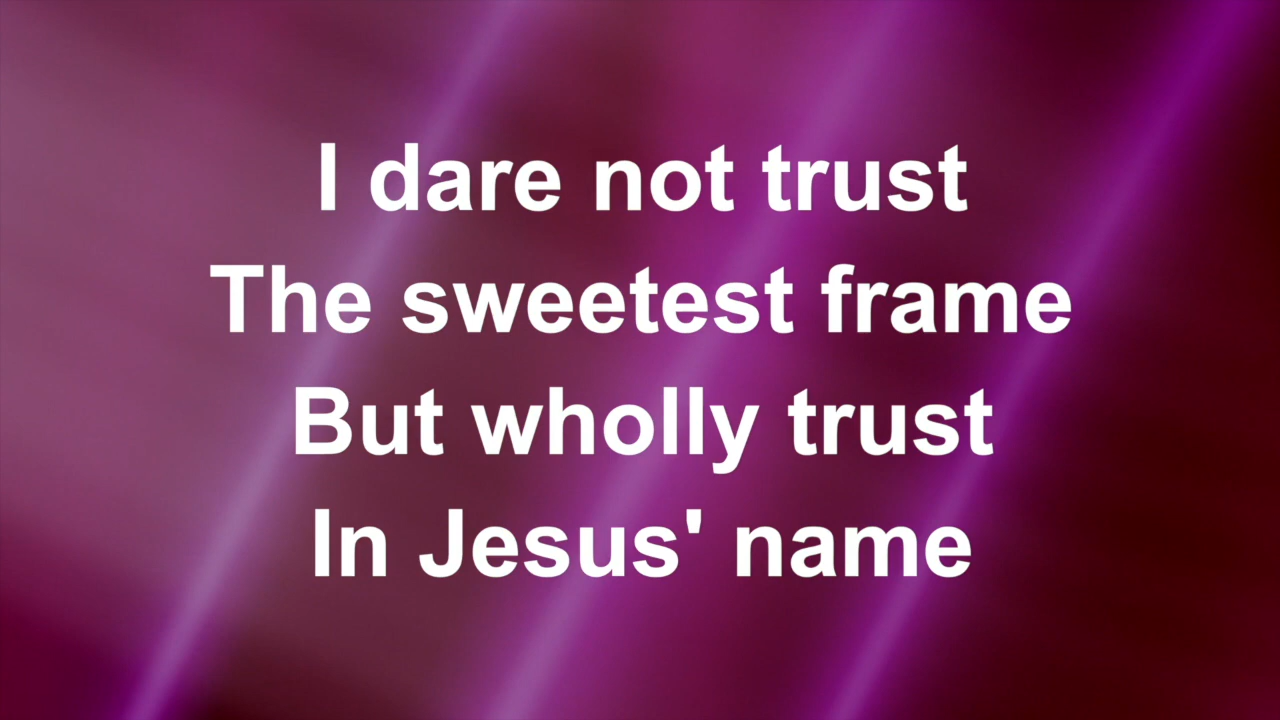 I dare not trust
The sweetest frame
But wholly trust
In Jesus' name